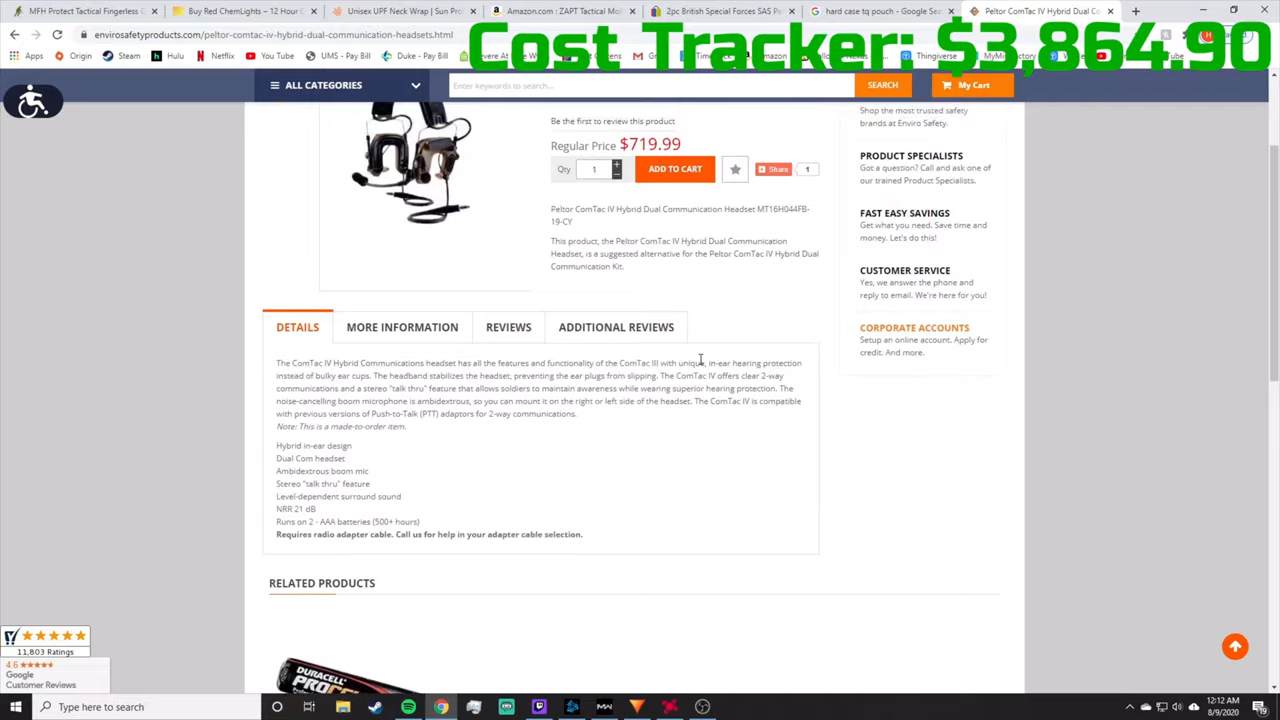 MFH Protect Tactical Fingerless G
Buy Red ChemLights – 12 Hour G
Unisex UPF Neck Wrap | Sun Pro
Amazon.com : ZAPT Tactical Mol
2pc British Special Forces SAS P
hard case tq pouch - Google Sea
Peltor ComTac IV Hybrid Dual Co
envirosafetyproducts.com/peltor-comtac-iv-hybrid-dual-communication-headsets.html
Cost Tracker: $3,864.90
Apps
Origin
Steam
Hulu
Netflix
You Tube
UMS - Pay Bill
Duke - Pay Bill
Thingiverse
ALL CATEGORIES
Enter keywords to search...
SEARCH
My Cart
Be the first to review this product
Regular Price $719.99
Qty 1
ADD TO CART
Share 1
Peltor ComTac IV Hybrid Dual Communication Headset MT16H044FB-
19-CY
This product, the Peltor ComTac IV Hybrid Dual Communication
Headset, is a suggested alternative for the Peltor ComTac IV Hybrid Dual
Communication Kit.
Shop the most trusted safety
brands at Enviro Safety.
PRODUCT SPECIALISTS
Got a question? Call and ask one of
our trained Product Specialists.
FAST EASY SAVINGS
Get what you need. Save time and
money. Let's do this!
CUSTOMER SERVICE
Yes, we answer the phone and
reply to email. We're here for you!
CORPORATE ACCOUNTS
Setup an online account. Apply for
credit. And more.
DETAILS
MORE INFORMATION
REVIEWS
ADDITIONAL REVIEWS
The ComTac IV Hybrid Communications headset has all the features and functionality of the ComTac III with unique, in-ear hearing protection
instead of bulky ear cups. The headband stabilizes the headset, preventing the ear plugs from slipping. The ComTac IV offers clear 2-way
communications and a stereo "talk thru" feature that allows soldiers to maintain awareness while wearing superior hearing protection. The
noise-cancelling boom microphone is ambidextrous, so you can mount it on the right or left side of the headset. The ComTac IV is compatible
with previous versions of Push-to-Talk (PTT) adaptors for 2-way communications.
Note: This is a made-to-order item.
Hybrid in-ear design
Dual Com headset
Ambidextrous boom mic
Stereo "talk thru" feature
Level-dependent surround sound
NRR 21 dB
Runs on 2 - AAA batteries (500+ hours)
Requires radio adapter cable. Call us for help in your adapter cable selection.
RELATED PRODUCTS
DURACELL
11,803 Ratings
4.6
Google
Customer Reviews
Type here to search
12:12 AM
8/9/2020